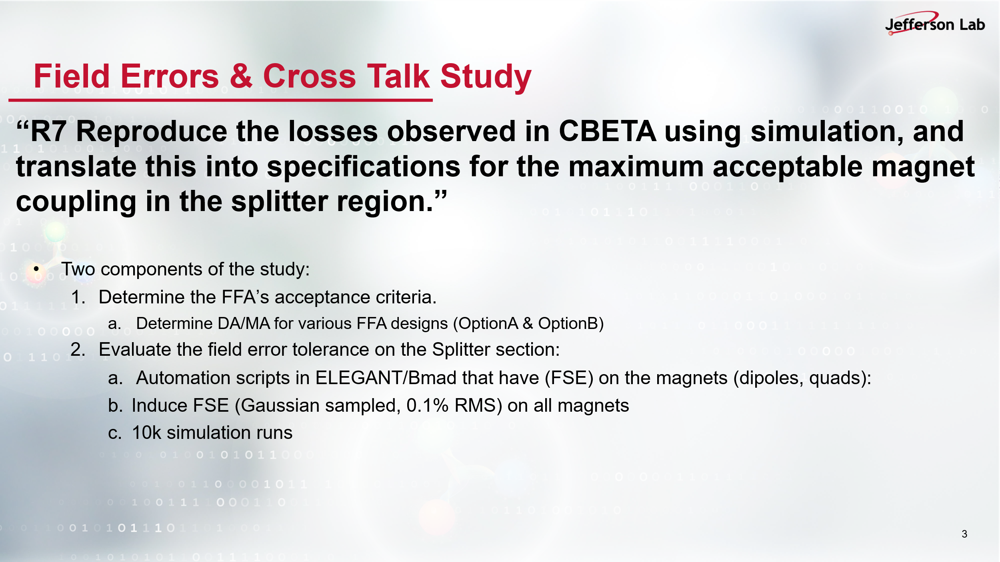 Jefferson Lab
Field Errors & Cross Talk Study
“R7 Reproduce the losses observed in CBETA using simulation, and
translate this into specifications for the maximum acceptable magnet
coupling in the splitter region.”
• Two components of the study:
1. Determine the FFA’s acceptance criteria.
a. Determine DA/MA for various FFA designs (OptionA & OptionB)
2. Evaluate the field error tolerance on the Splitter section:
a. Automation scripts in ELEGANT/Bmad that have (FSE) on the magnets (dipoles, quads):
b. Induce FSE (Gaussian sampled, 0.1% RMS) on all magnets
c. 10k simulation runs
3